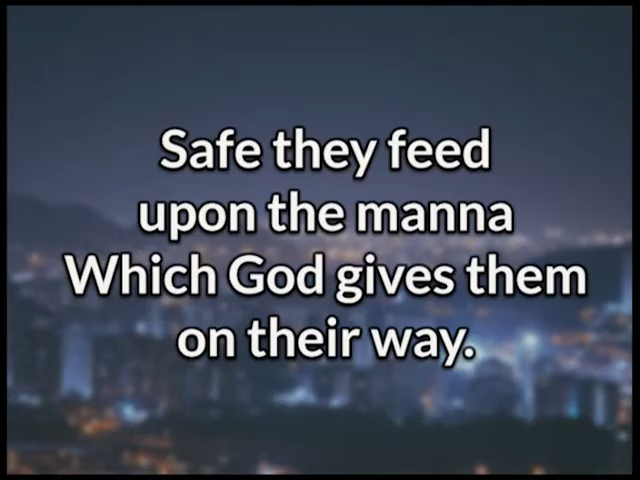 Safe they feed
upon the manna
Which God gives them
on their way.